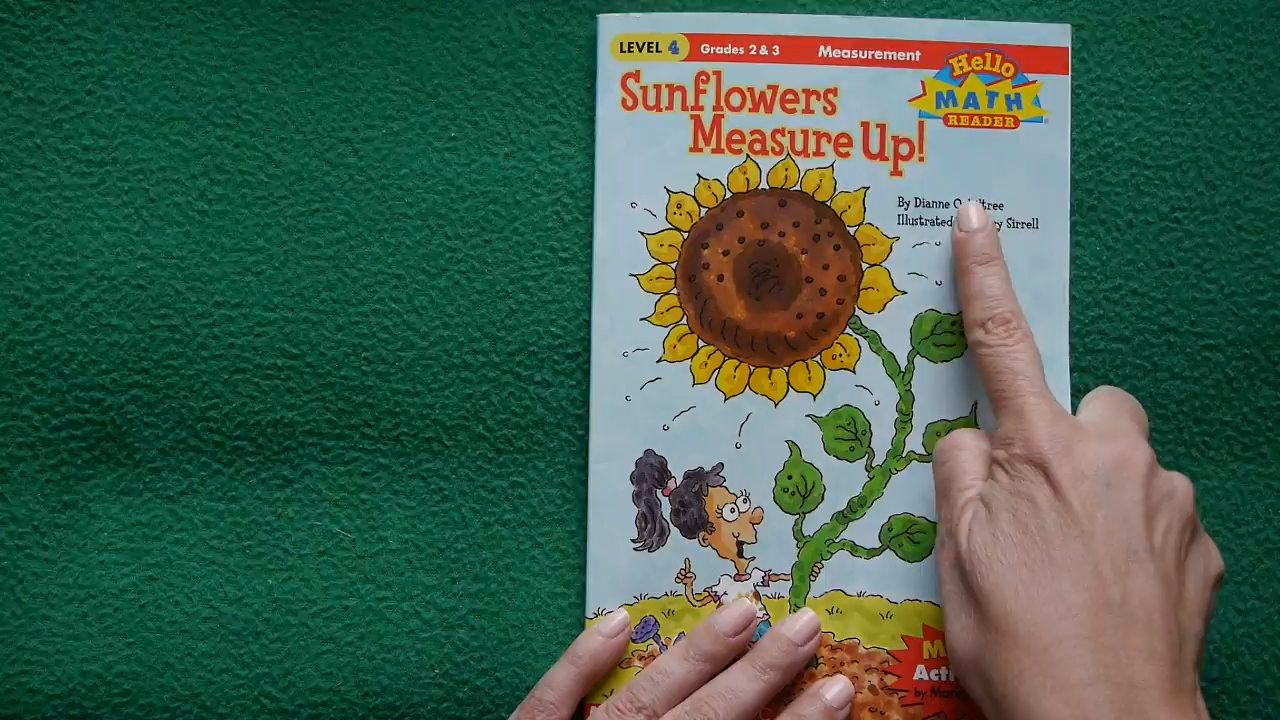 LEVEL 4 Grades 2 & 3 Measurement
Hello
MATH
READER
Sunflowers
Measure Up!
By Dianne
Illustrated Sirrell
by